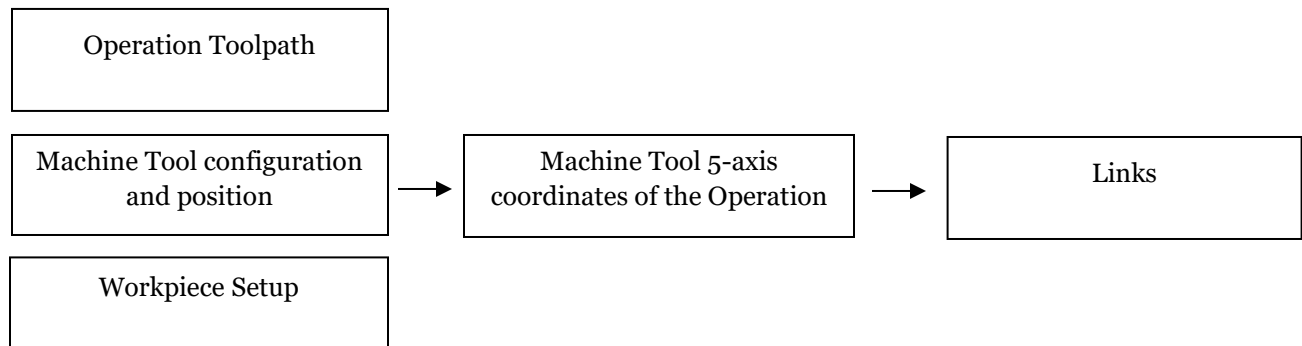 Operation Toolpath
Machine Tool configuration
and position
Machine Tool 5-axis
coordinates of the Operation
Links
Workpiece Setup